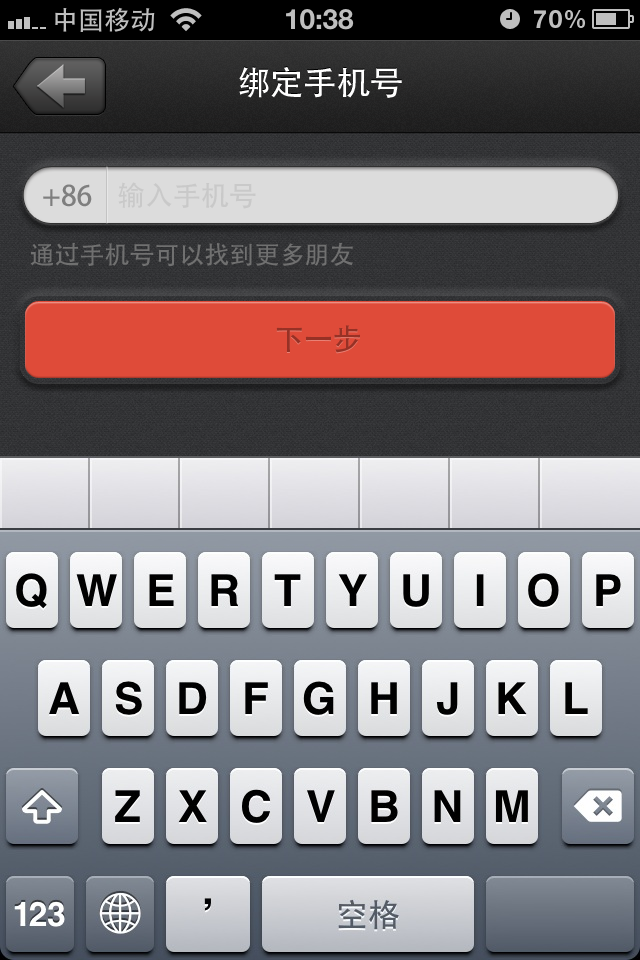 中国移动 10:38 70%
绑定手机号
+86 输入手机号
通过手机号可以找到更多朋友
下一步
Q W E R T Y U I O P
A S D F G H J K L
Z X C V B N M
123 , 空格